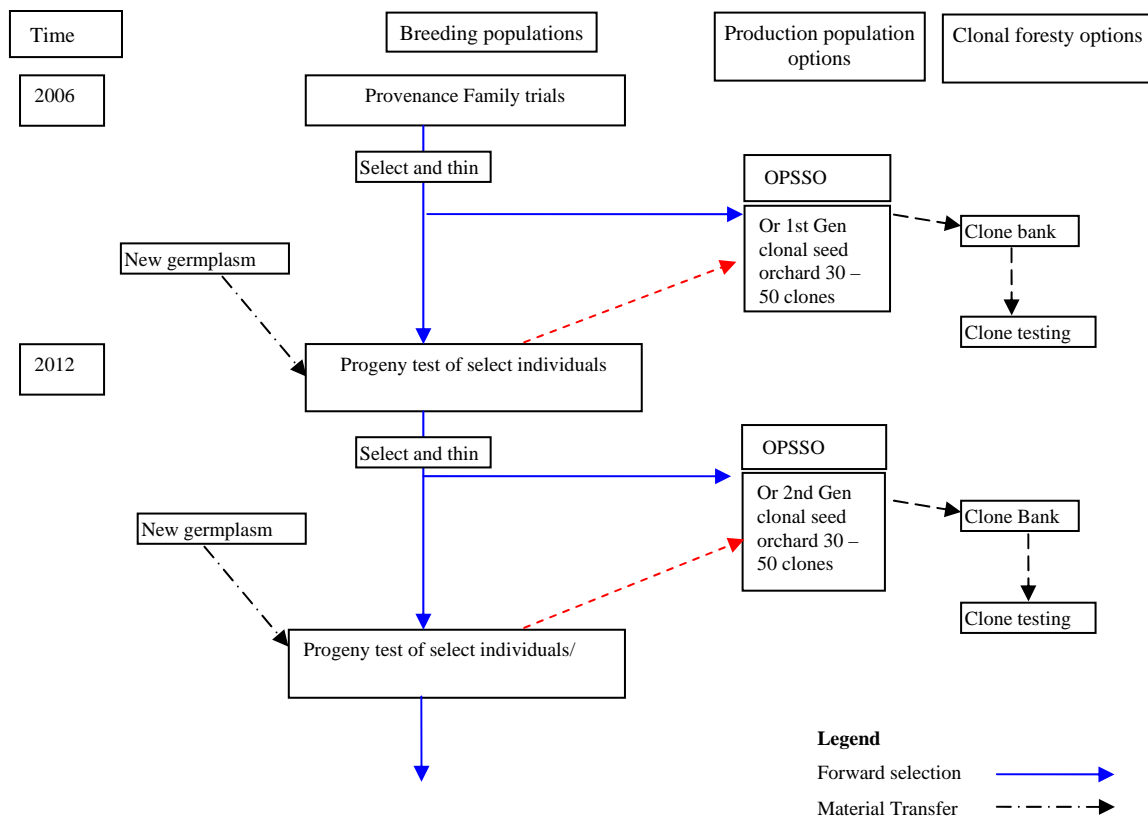 Time
Breeding populations
Production population
options
Clonal foresty options
2006
Provenance Family trials
Select and thin
OPSSO
Or 1st Gen
clonal seed
orchard 30 –
50 clones
Clone bank
New germplasm
Clone testing
2012
Progeny test of select individuals
Select and thin
OPSSO
Or 2nd Gen
clonal seed
orchard 30 –
50 clones
Clone Bank
New germplasm
Clone testing
Progeny test of select individuals/
Legend
Forward selection
Material Transfer